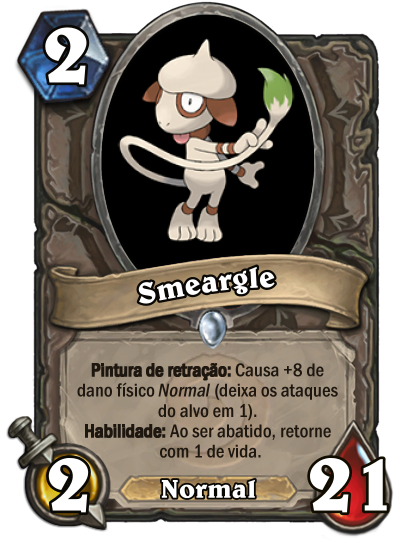 2
Smeargle
Pintura de retração: Causa +8 de
dano físico Normal (deixa os ataques
do alvo em 1).
Habilidade: Ao ser abatido, retorne
com 1 de vida.
2
Normal
21